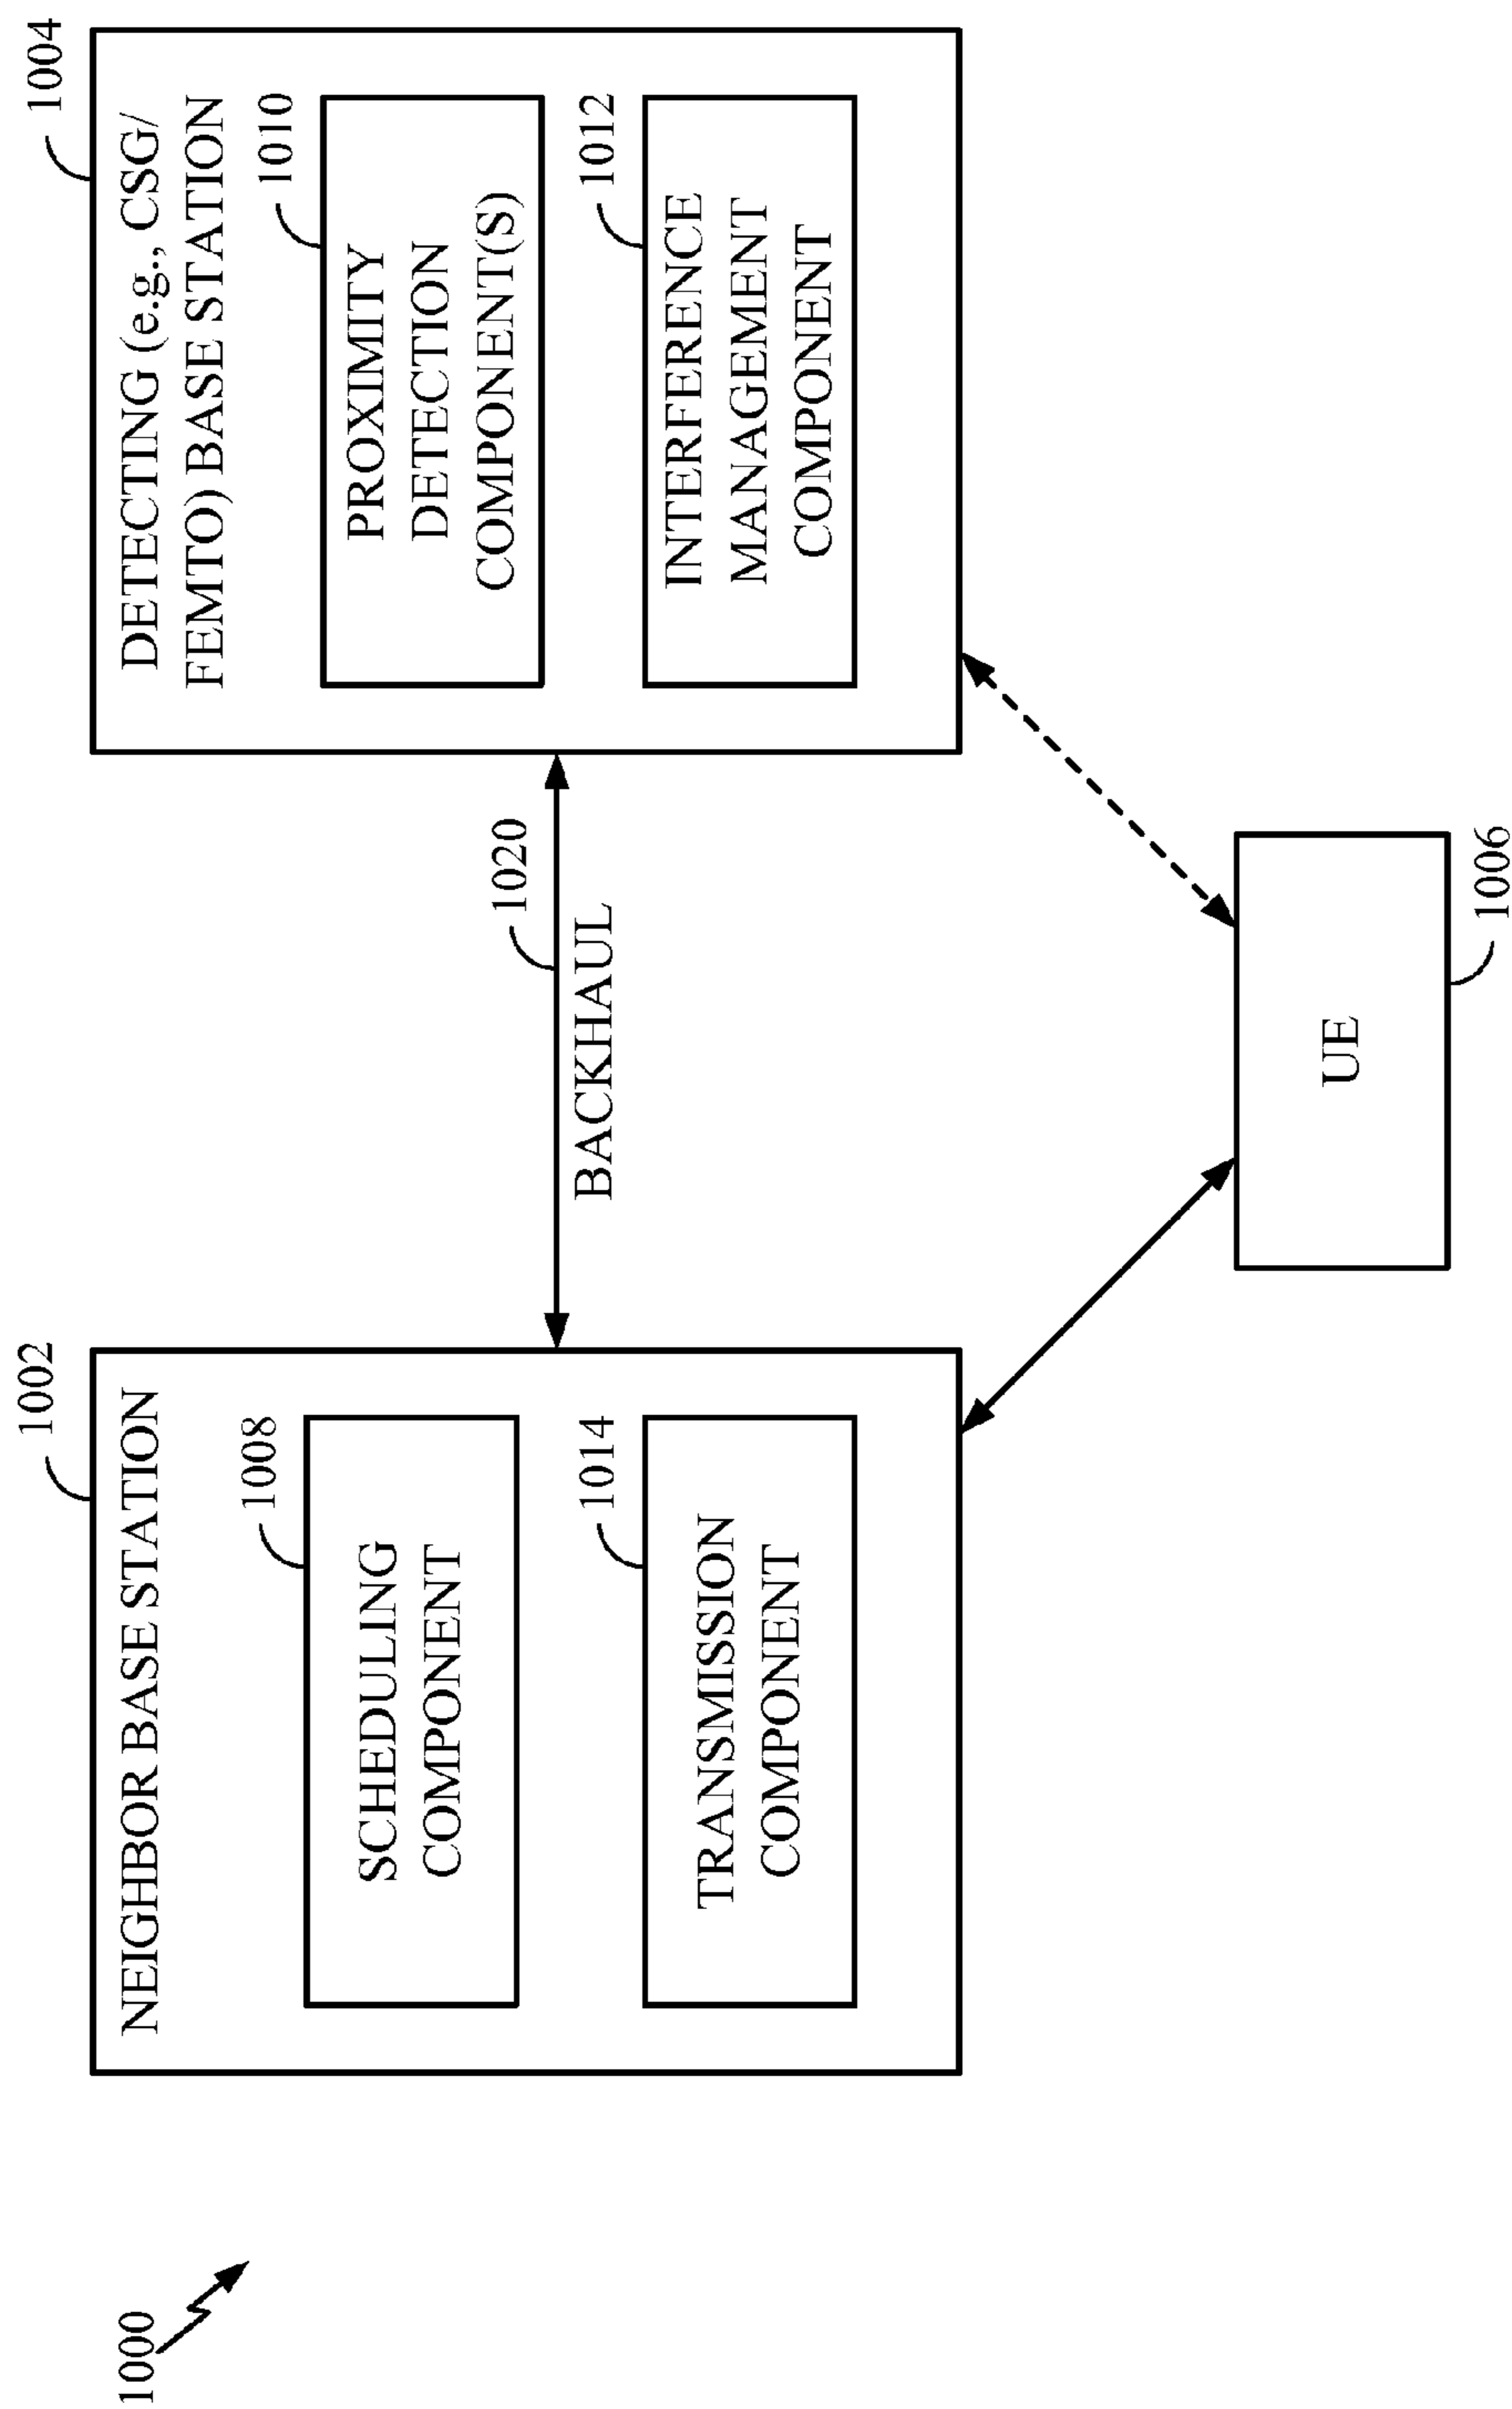 1000
1002
NEIGHBOR BASE STATION
1008
SCHEDULING
COMPONENT
1014
TRANSMISSION
COMPONENT
1020
BACKHAUL
1004
DETECTING (e.g., CSG/
FEMTO) BASE STATION
1010
PROXIMITY
DETECTION
COMPONENT(S)
1012
INTERFERENCE
MANAGEMENT
COMPONENT
UE
1006